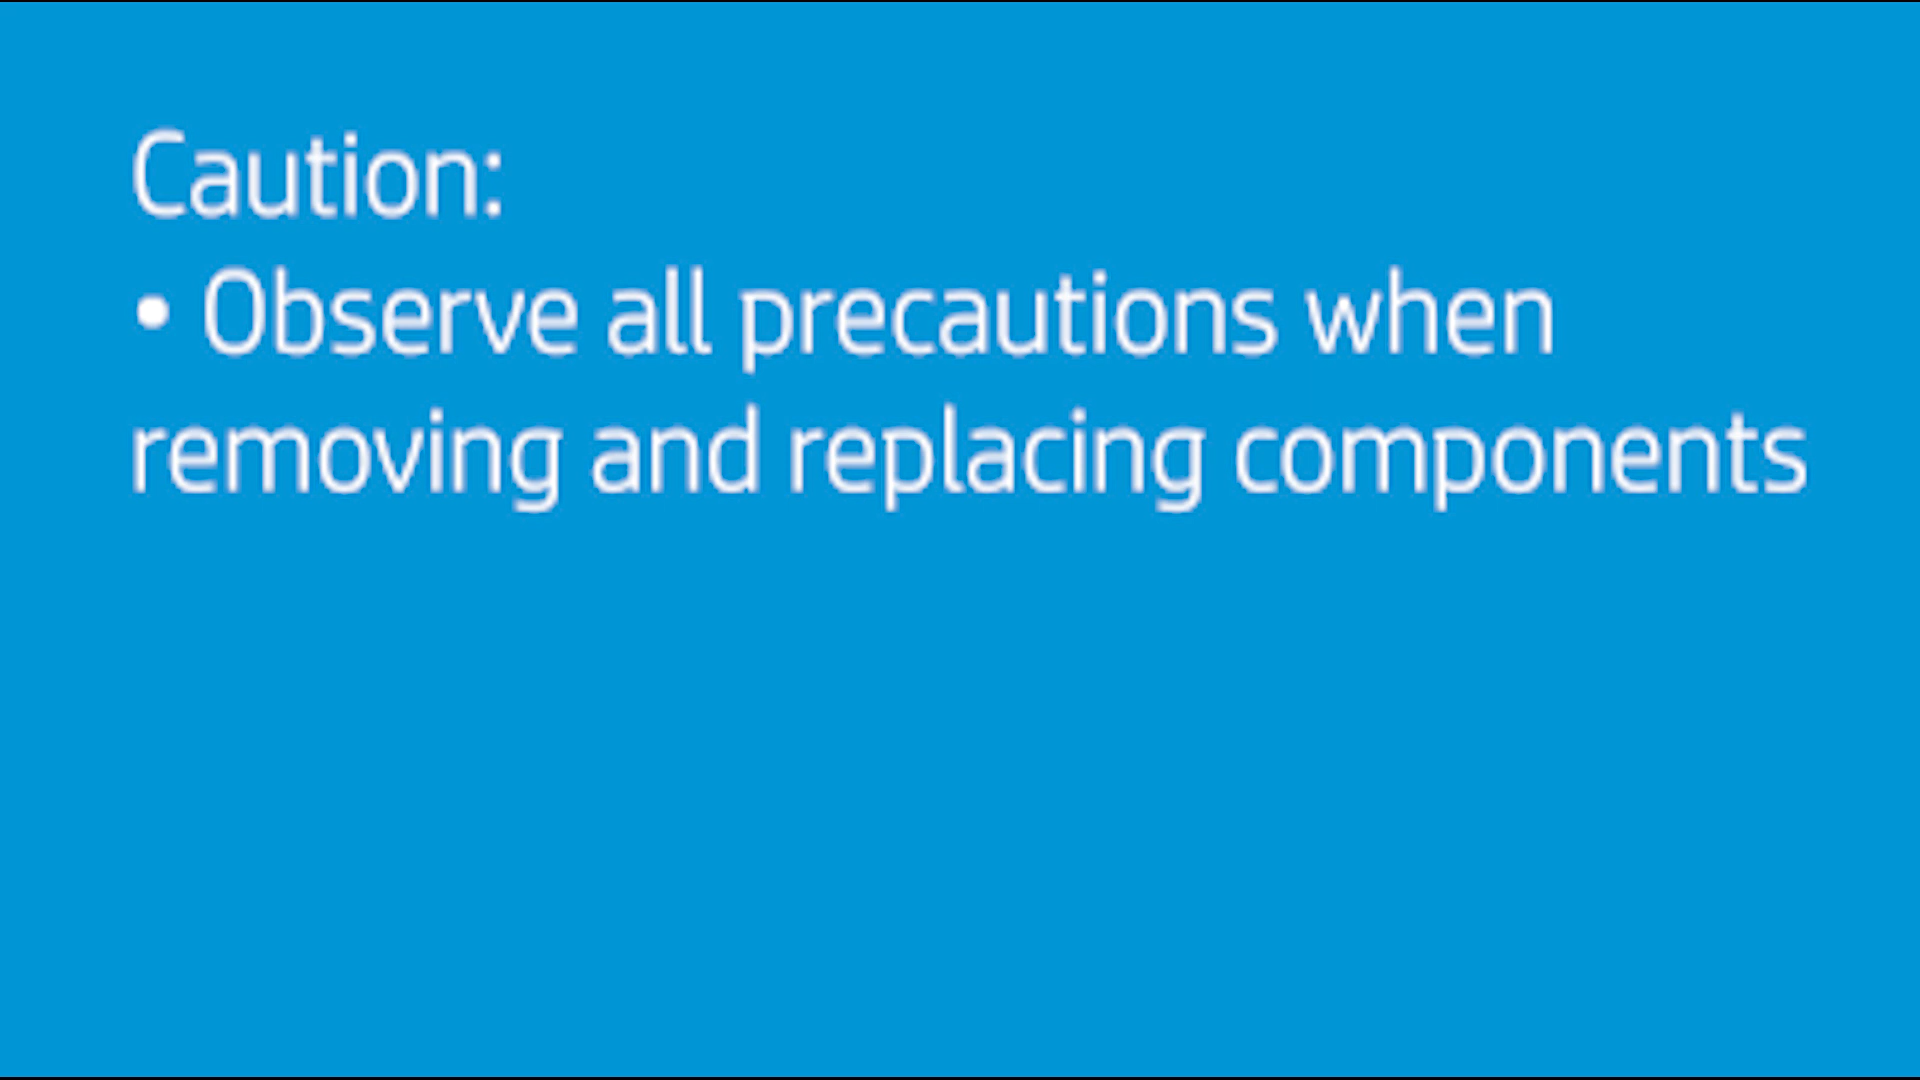 Caution:
• Observe all precautions when
removing and replacing components